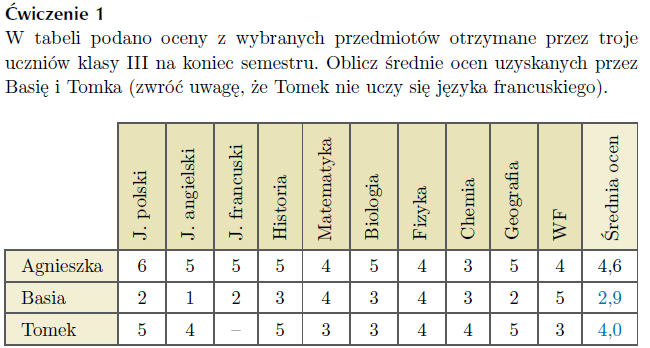 Ćwiczenie 1
W tabeli podano oceny z wybranych przedmiotów otrzymane przez troje
uczniów klasy III na koniec semestru. Oblicz średnie ocen uzyskanych przez
Basię i Tomka (zwróć uwagę, że Tomek nie uczy się języka francuskiego).
J. polski J. angielski J. francuski Historia Matematyka Biologia Fizyka Chemia Geografia WF Średnia ocen
Agnieszka 6 5 5 5 4 5 4 3 5 4 4,6
Basia 2 1 2 3 4 3 4 3 2 5 2,9
Tomek 5 4 – 5 3 3 4 4 5 3 4,0